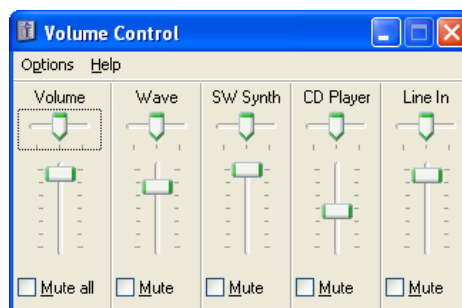 Volume Control
Options Help
Volume Wave SW Synth CD Player Line In
Mute all Mute Mute Mute Mute